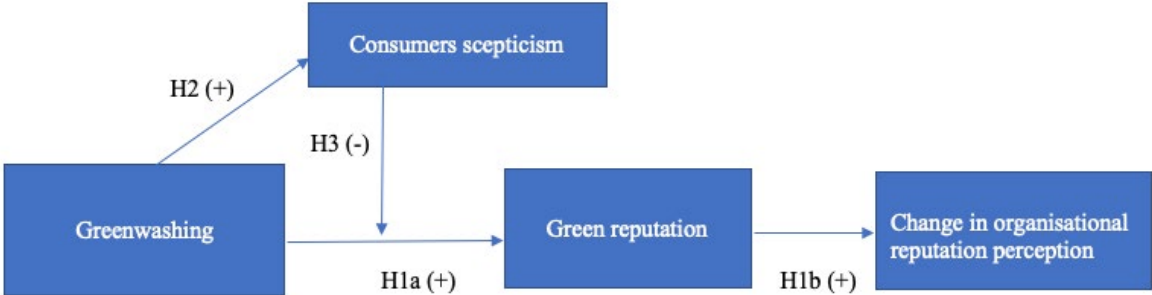 Consumers scepticism
H2 (+)
H3 (-)
Greenwashing
Green reputation
Change in organisational
reputation perception
H1a (+)
H1b (+)